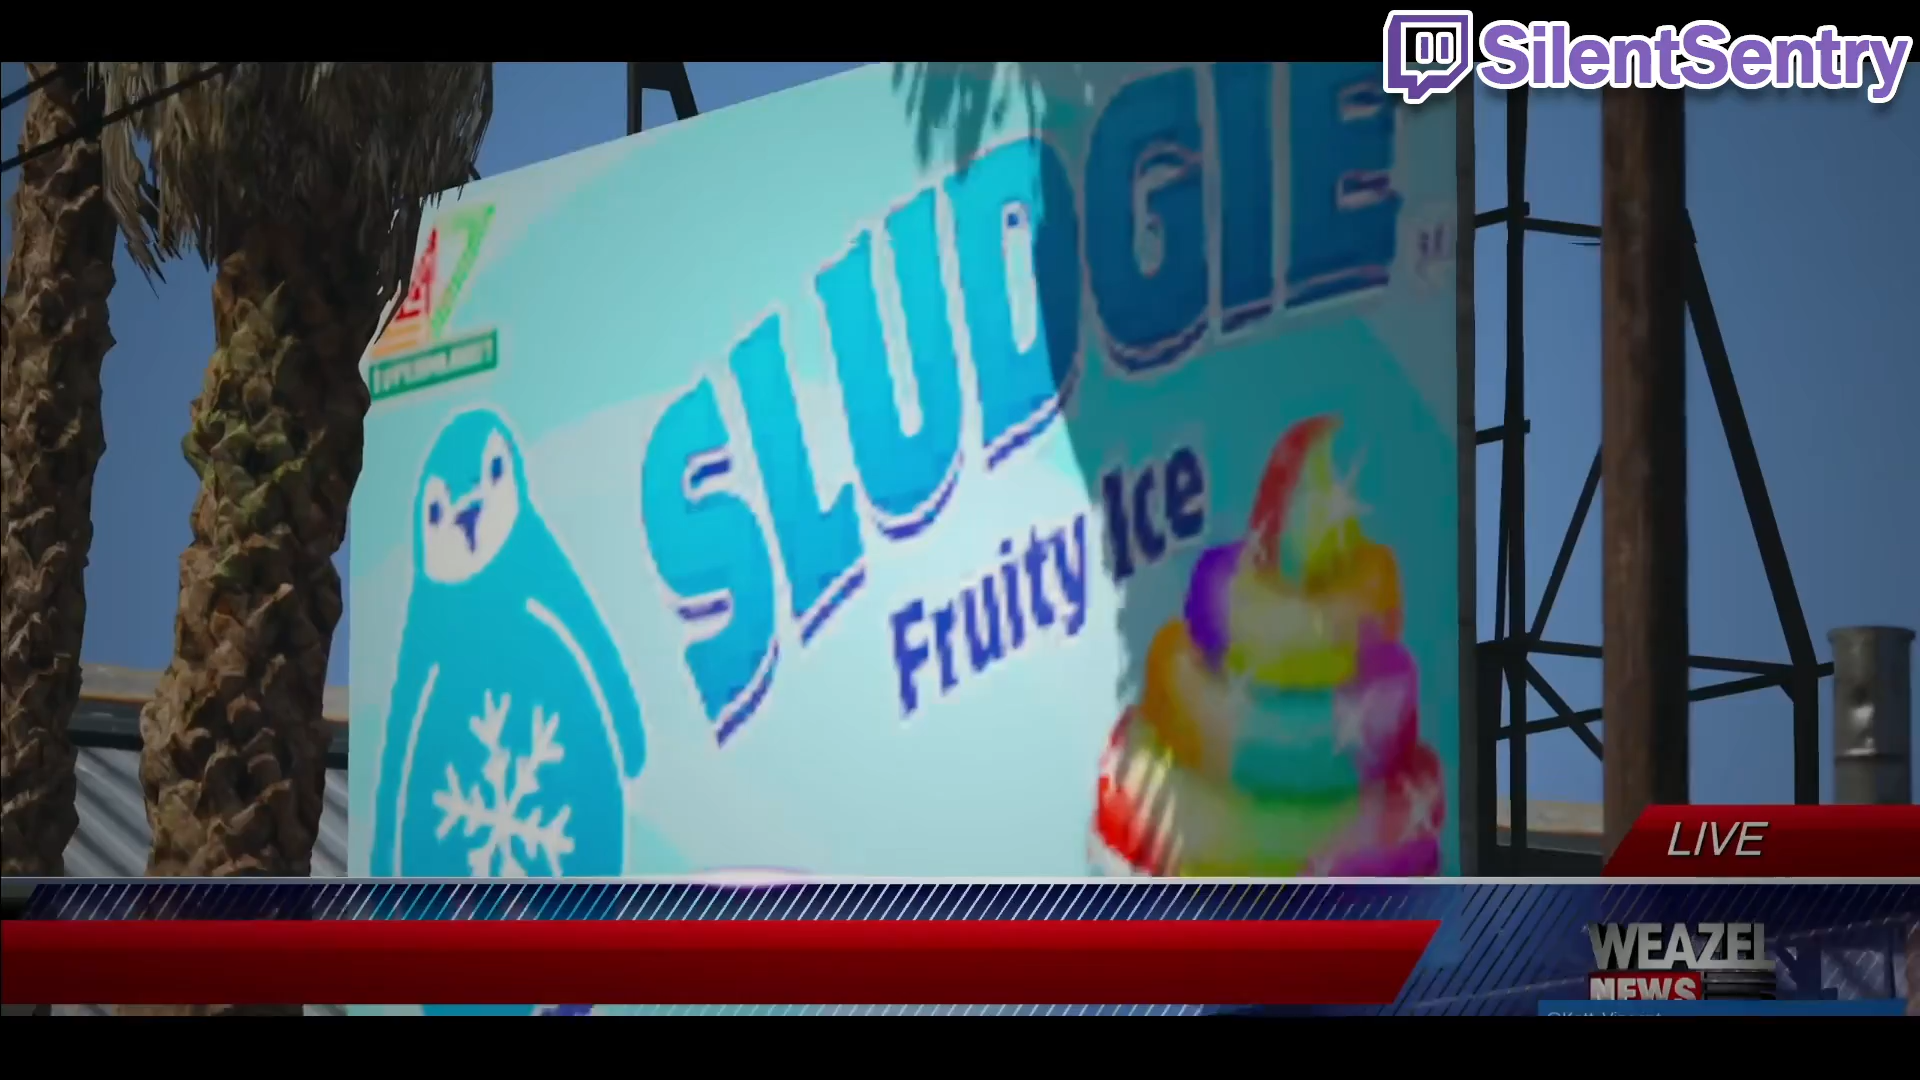 SilentSentry
SLUDGIE
Fruity Ice
LIVE
WEAZEL
NEWS